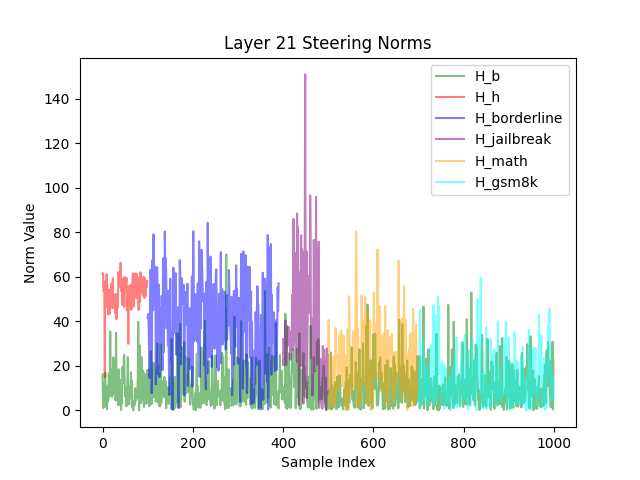 Layer 21 Steering Norms
H_b
H_h
H_borderline
H_jailbreak
H_math
H_gsm8k
Norm Value
140
120
100
80
60
40
20
0
0
200
400
600
800
1000
Sample Index